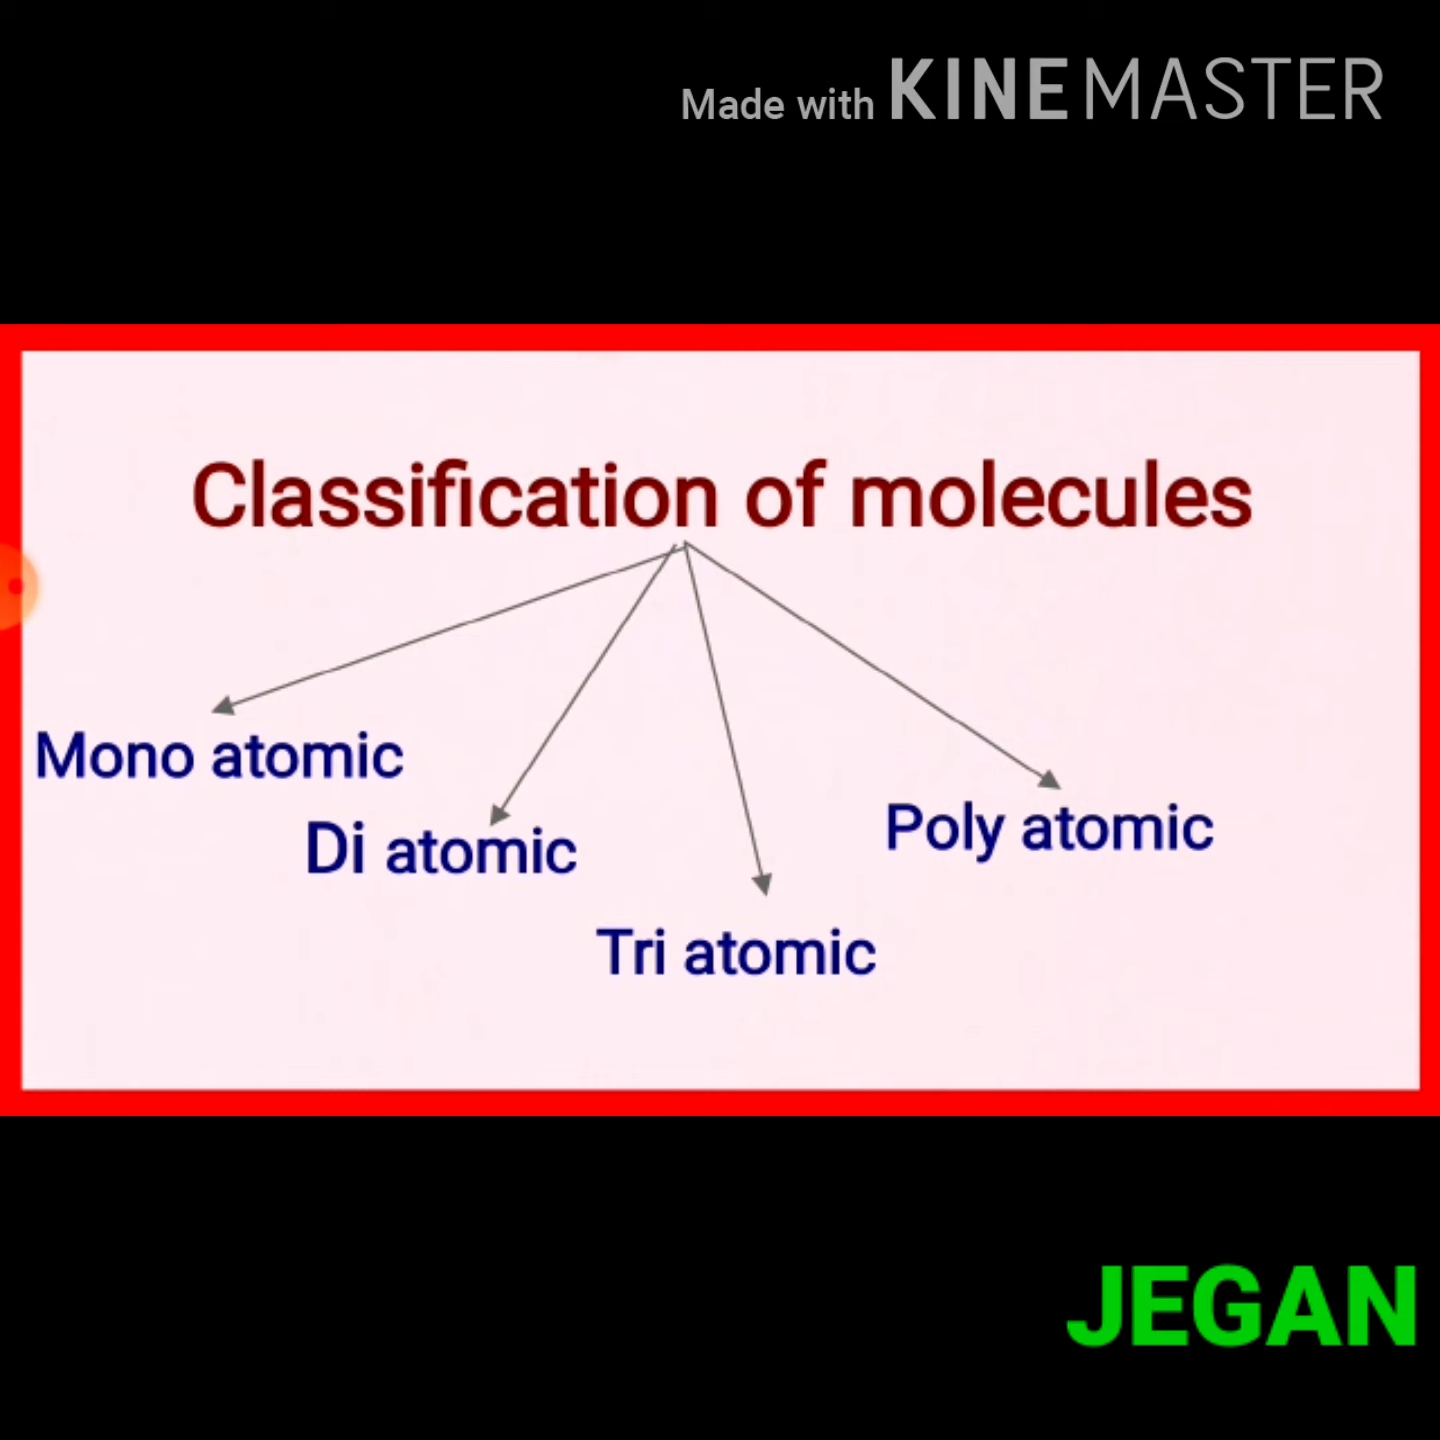 Made with KINEMASTER
Classification of molecules
Mono atomic
Di atomic
Tri atomic
Poly atomic
JEGAN